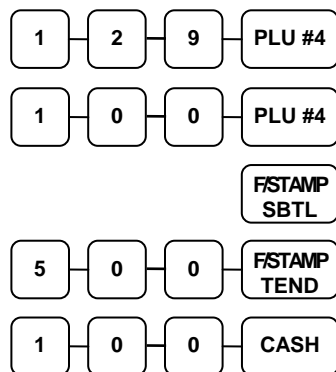 1 2 9 PLU #4
1 0 0 PLU #4
F/STAMP
SBTL
5 0 0 F/STAMP
TEND
1 0 0 CASH